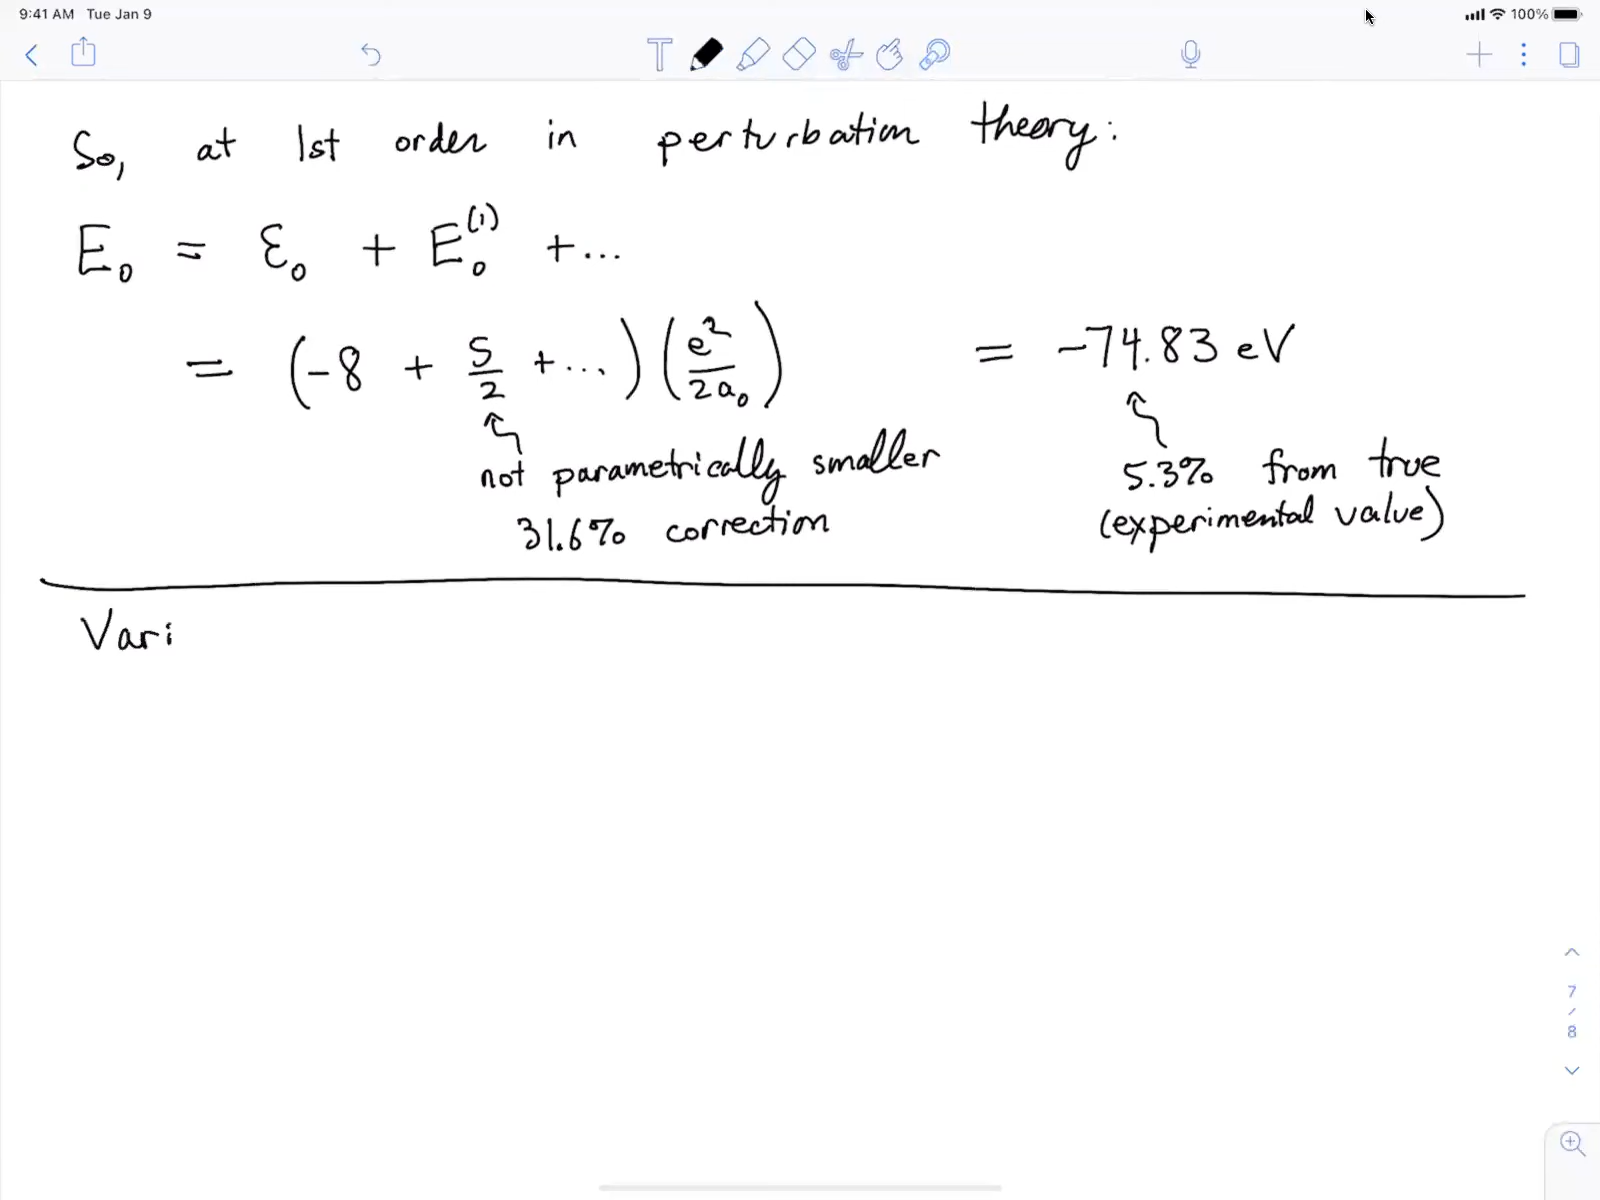 9:41 AM Tue Jan 9
100%
T
So, at 1st order in perturbation theory:
E₀ = ε₀ + E₀⁽¹⁾ + ...
= (-8 + 5/2 + ...) (e²/2a₀) = -74.83 eV
not parametrically smaller
31.6% correction
5.3% from true
(experimental value)
Vari
7
/
8